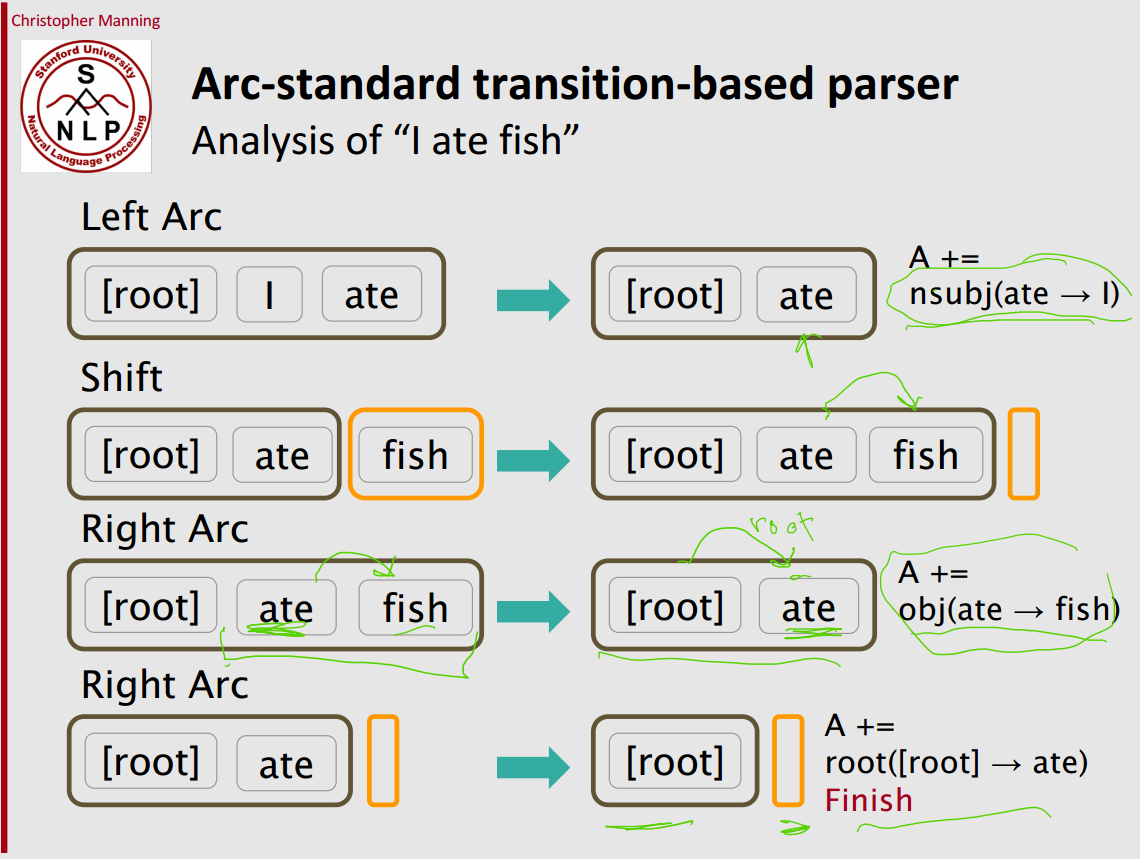 Christopher Manning
Stanford University
S
N L P
Natural Language Processing
Arc-standard transition-based parser
Analysis of “I ate fish”
Left Arc
[root] I ate [root] ate
A +=
nsubj(ate → I)
Shift
[root] ate fish [root] ate fish
Right Arc
root
[root] ate fish [root] ate
A +=
obj(ate → fish)
Right Arc
[root] ate [root]
A +=
root([root] → ate)
Finish